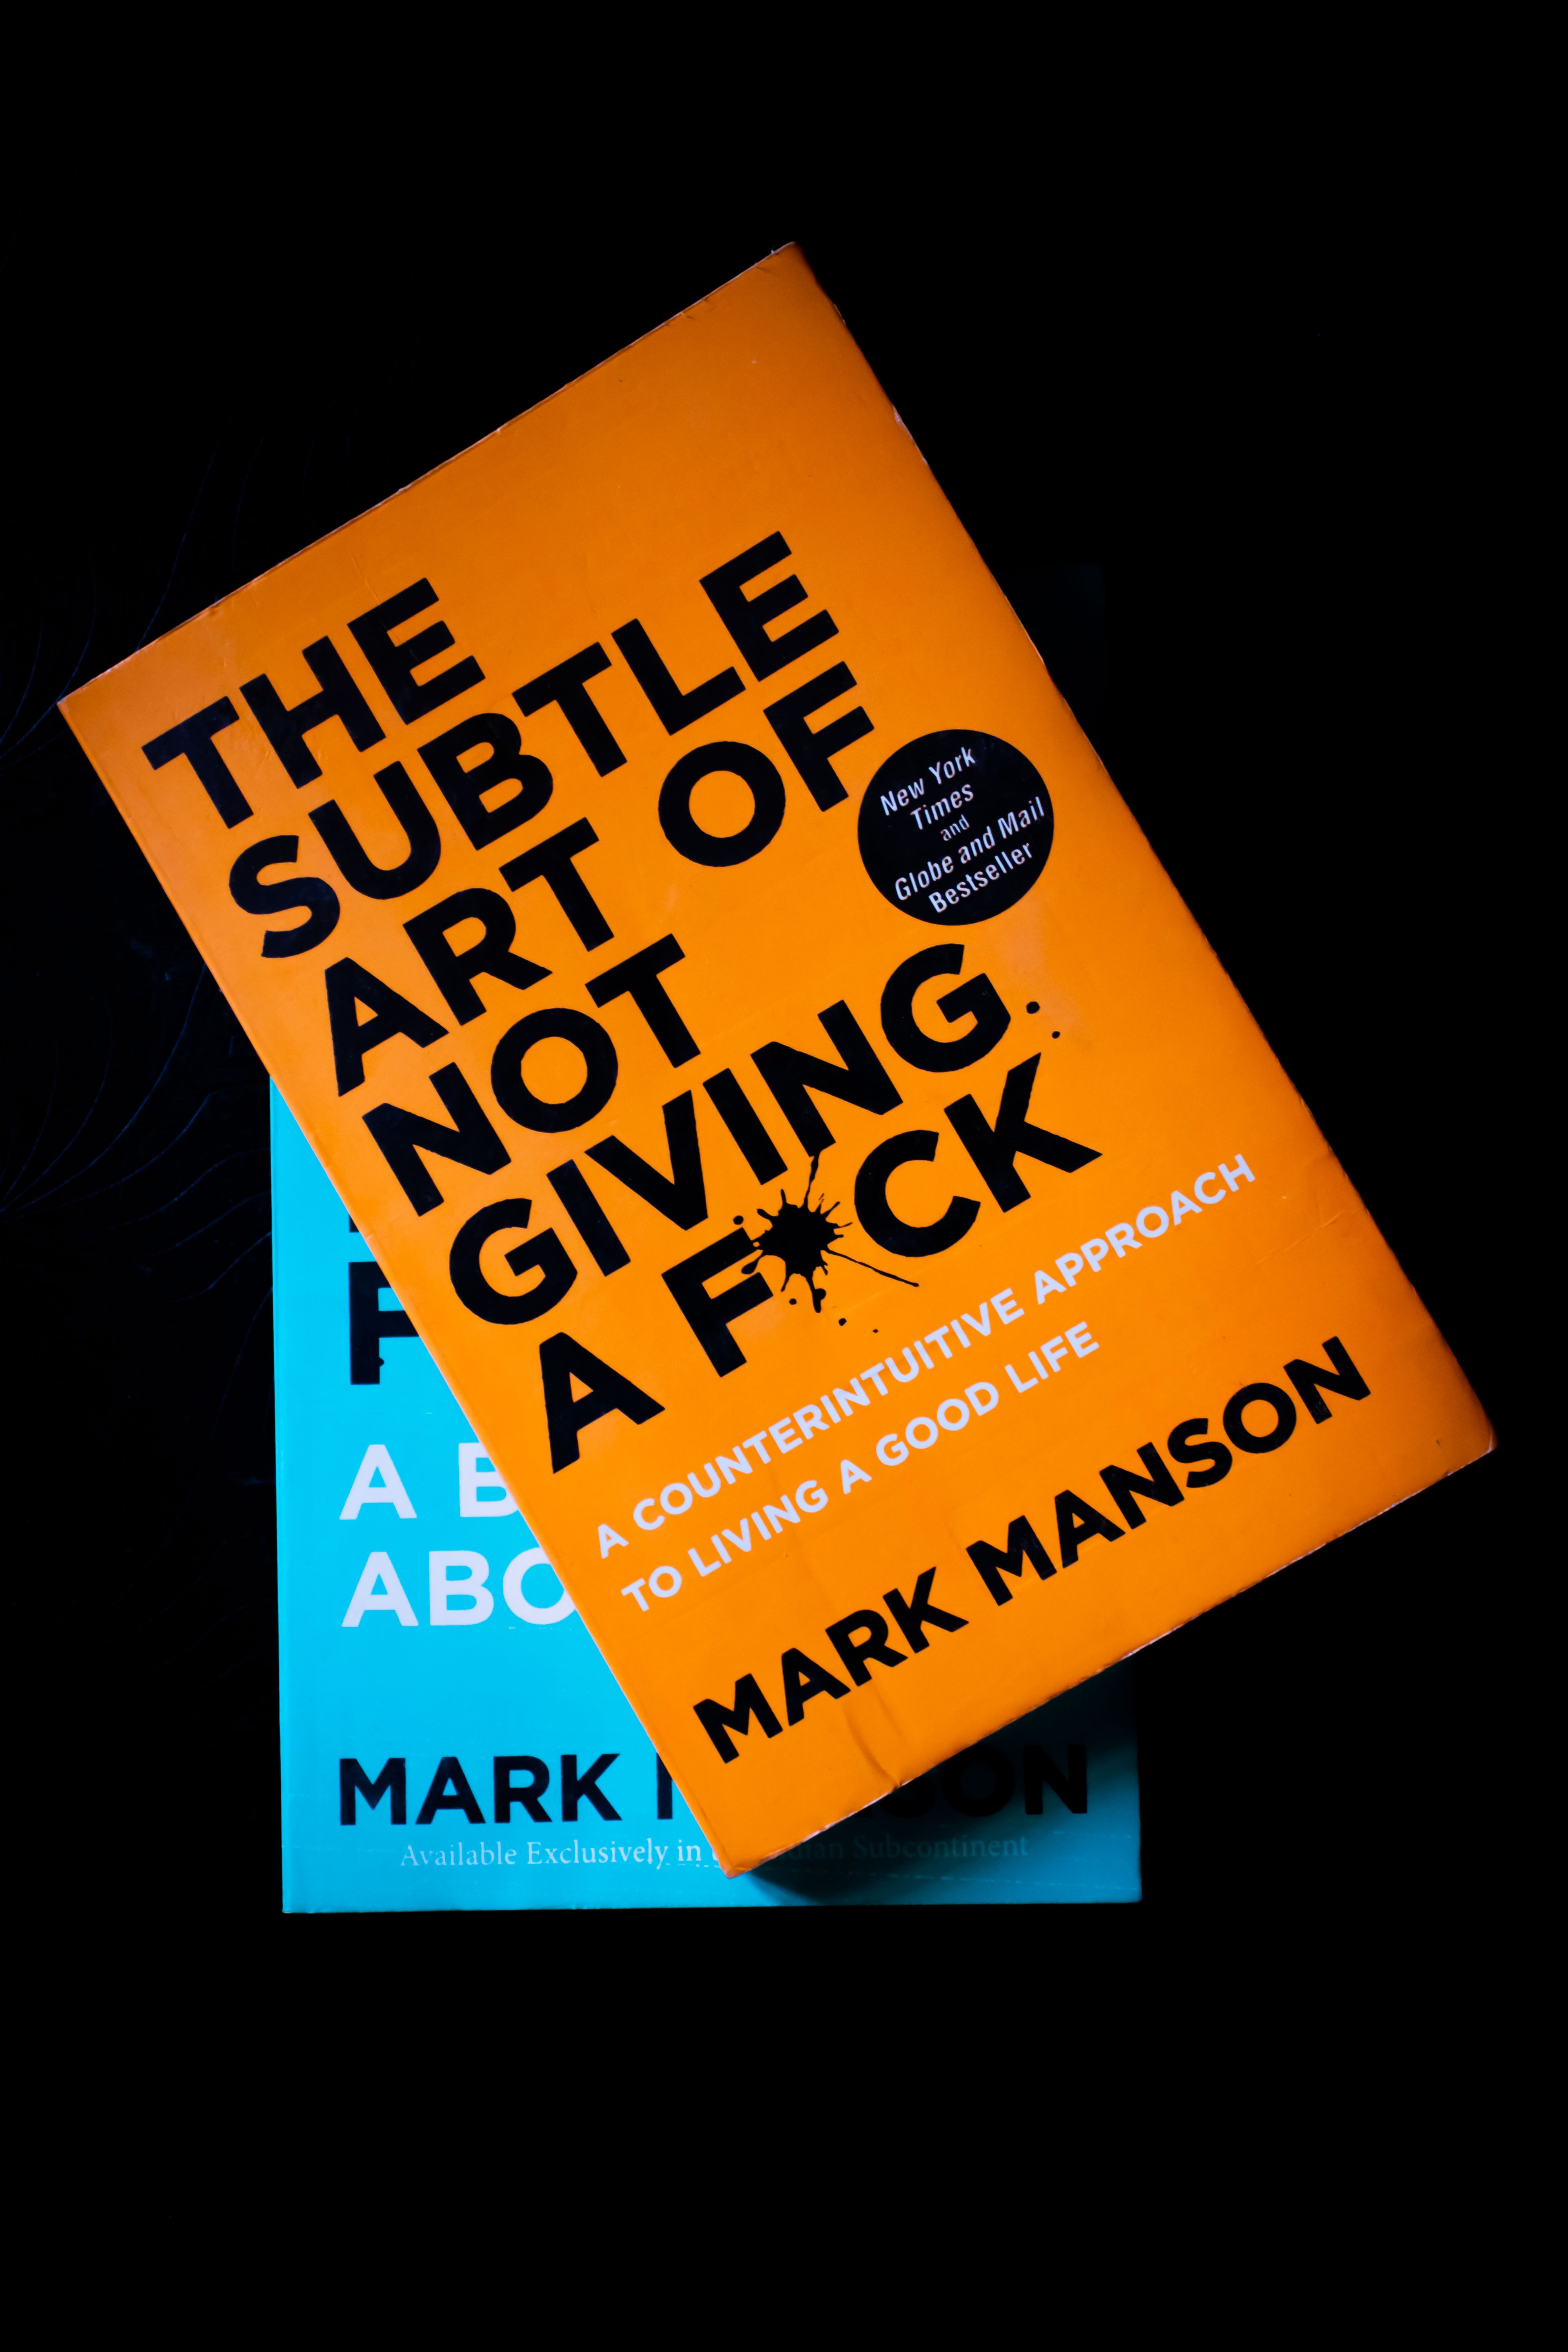 THE
SUBTLE
ART OF
NOT
GIVING
A F*CK
New York
Times
and
Globe and Mail
Bestseller
A COUNTERINTUITIVE APPROACH
TO LIVING A GOOD LIFE
MARK MANSON
A
MARK
Available Exclusively in Subcontinent